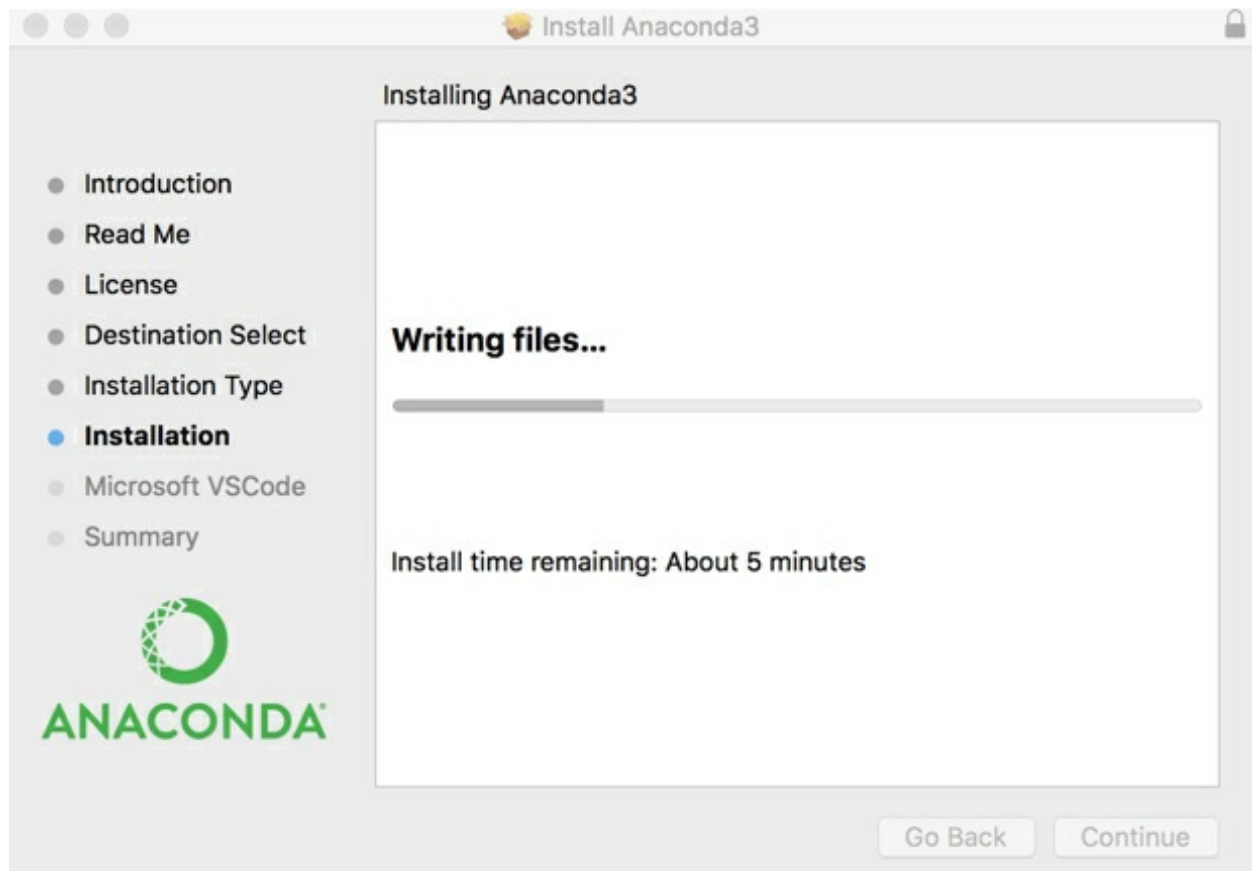 Install Anaconda3
Installing Anaconda3
Introduction
Read Me
License
Destination Select
Installation Type
Installation
Microsoft VSCode
Summary
ANACONDA®
Writing files...
Install time remaining: About 5 minutes
Go Back
Continue